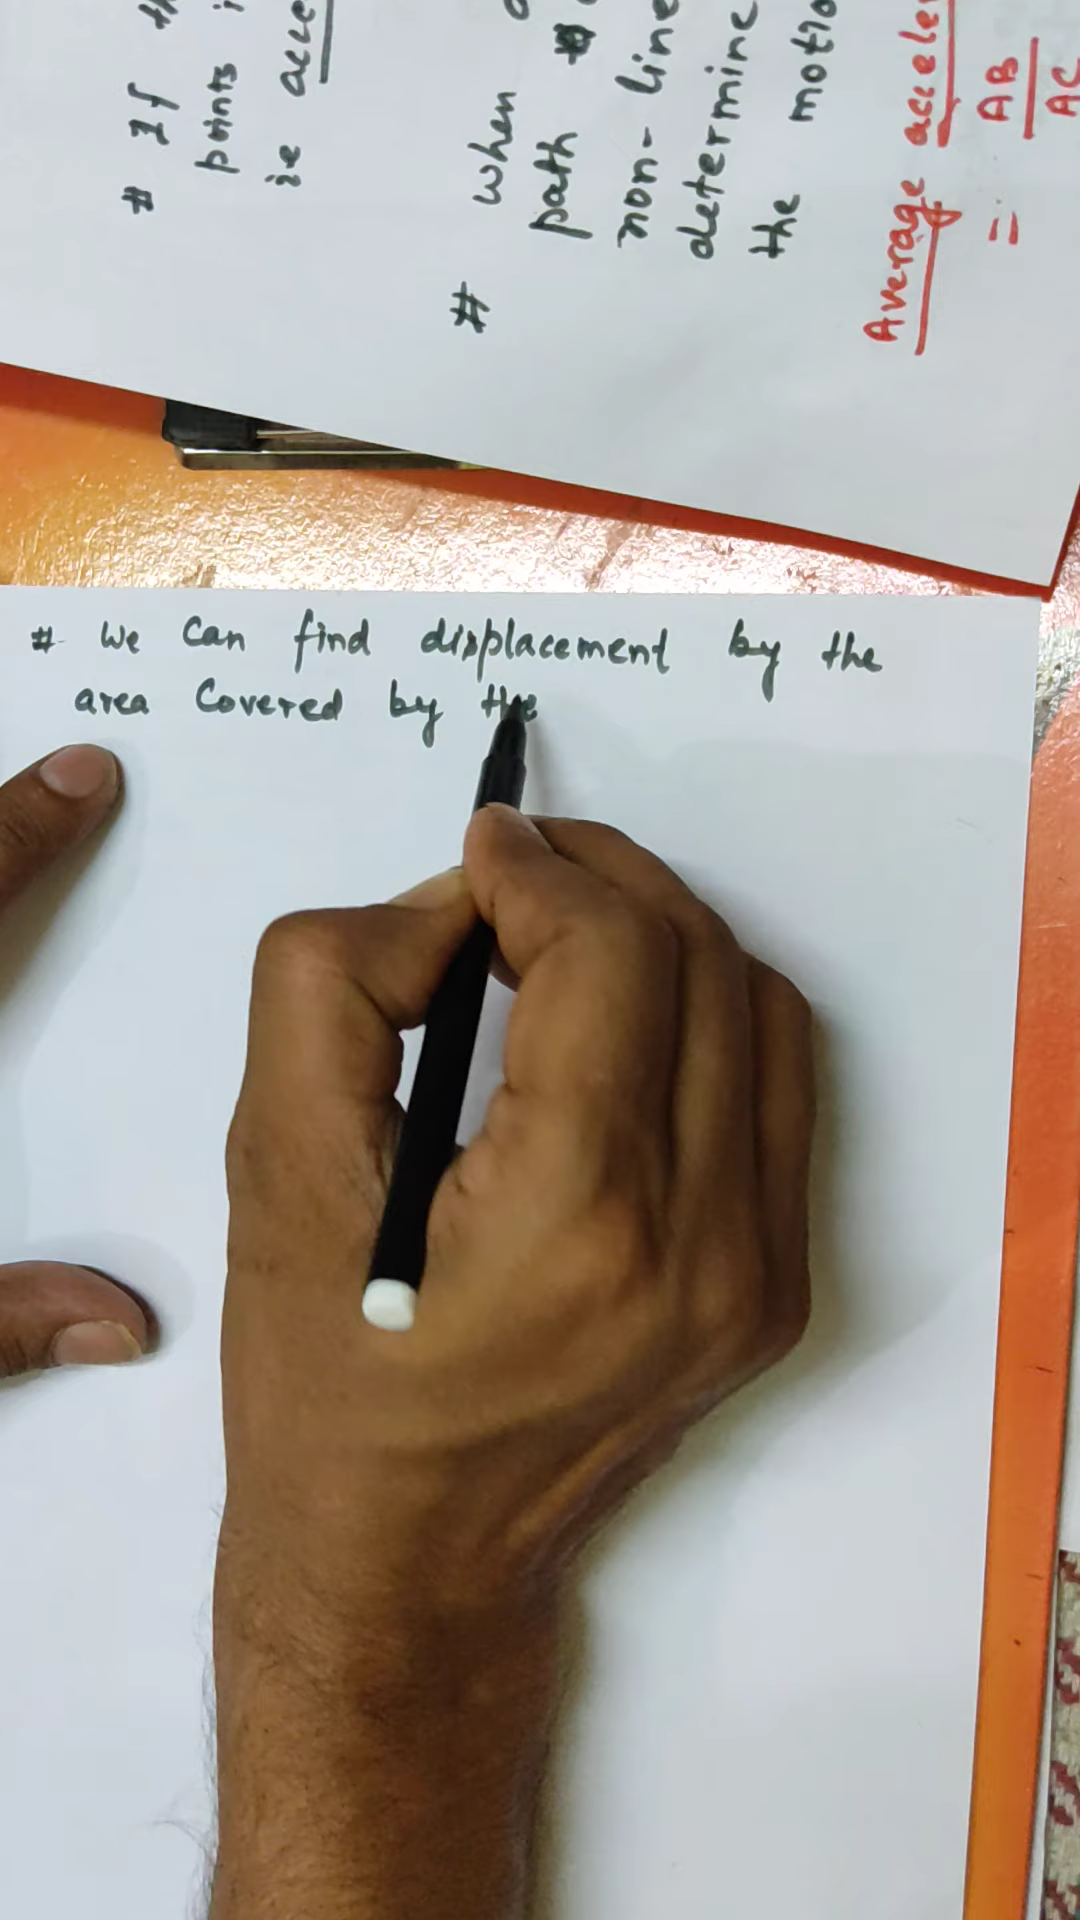 # If
points
ie acce
# when
path
non-line
determine
the motio
Average accele
= AB
AC
# We can find displacement by the
area covered by the